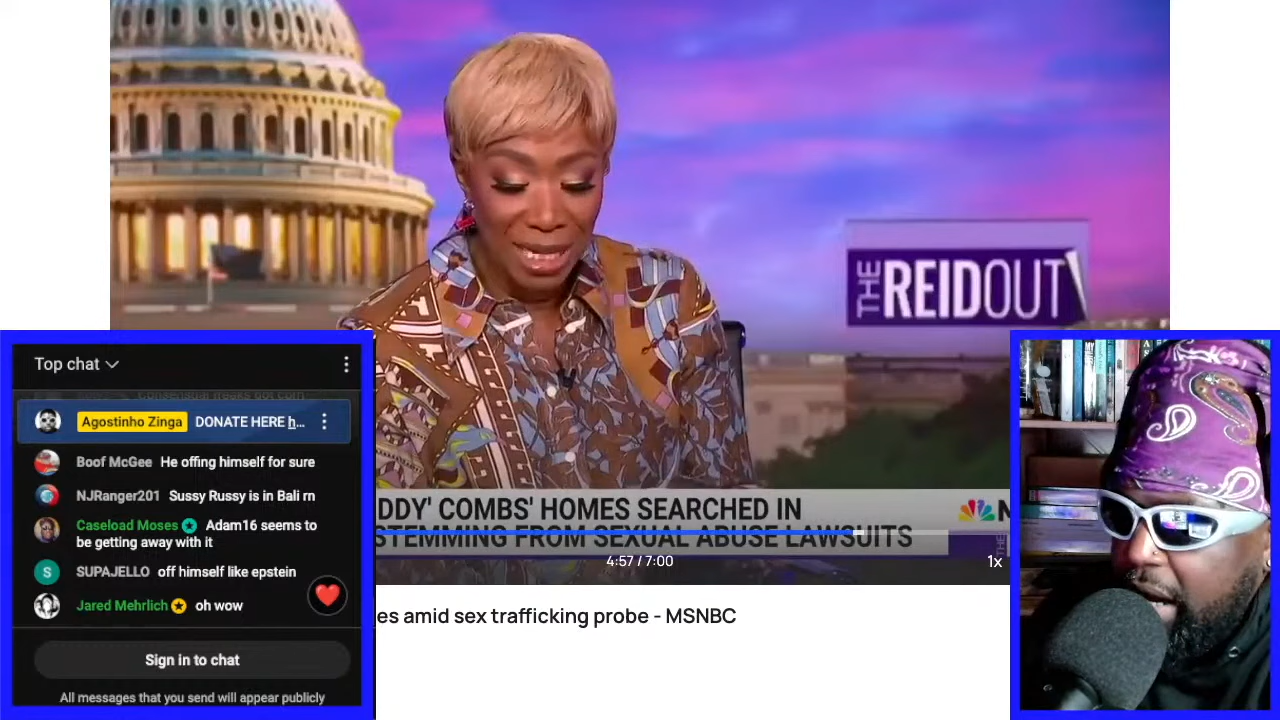 THE REIDOUT
Top chat
Agostinho Zinga DONATE HERE h...
Boof McGee He offing himself for sure
NJRanger201 Sussy Russy is in Bali rn
Caseload Moses Adam16 seems to
be getting away with it
SUPAJELLO off himself like epstein
Jared Mehrlich oh wow
Sign in to chat
All messages that you send will appear publicly
DDY' COMBS' HOMES SEARCHED IN
STEMMING FROM SEXUAL ABUSE LAWSUITS
N
4:57 / 7:00
1x
es amid sex trafficking probe - MSNBC